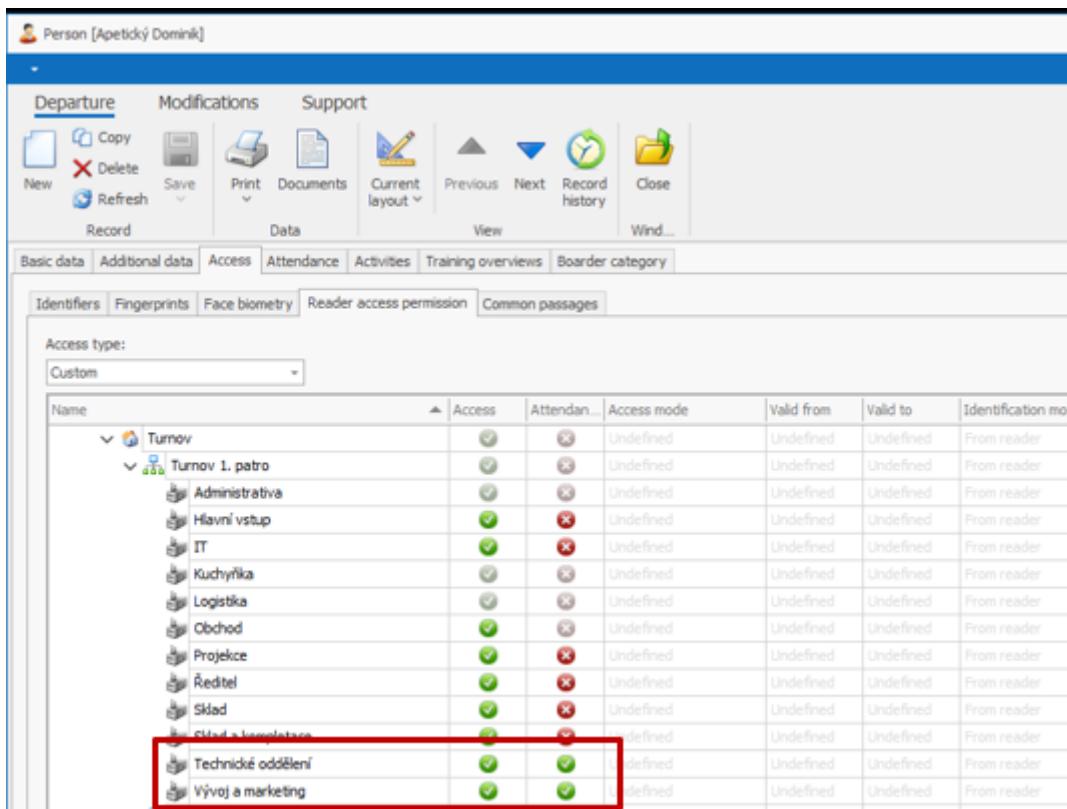 Person [Apetický Dominik]
Departure Modifications Support
New Copy Delete Refresh Save Print Documents Current layout Previous Next Record history Close
Record Data View Wind...
Basic data Additional data Access Attendance Activities Training overviews Boarder category
Identifiers Fingerprints Face biometry Reader access permission Common passages
Access type:
Custom
Name Access Attendan... Access mode Valid from Valid to Identification mo
Turnov Undefined Undefined Undefined From reader
Turnov 1. patro Undefined Undefined Undefined From reader
Administrativa Undefined Undefined Undefined From reader
Hlavní vstup Undefined Undefined Undefined From reader
IT Undefined Undefined Undefined From reader
Kuchyňka Undefined Undefined Undefined From reader
Logistika Undefined Undefined Undefined From reader
Obchod Undefined Undefined Undefined From reader
Projekce Undefined Undefined Undefined From reader
Ředitel Undefined Undefined Undefined From reader
Sklad Undefined Undefined Undefined From reader
Sklad a kompletace Undefined Undefined Undefined From reader
Technické oddělení Undefined Undefined Undefined From reader
Vývoj a marketing Undefined Undefined Undefined From reader